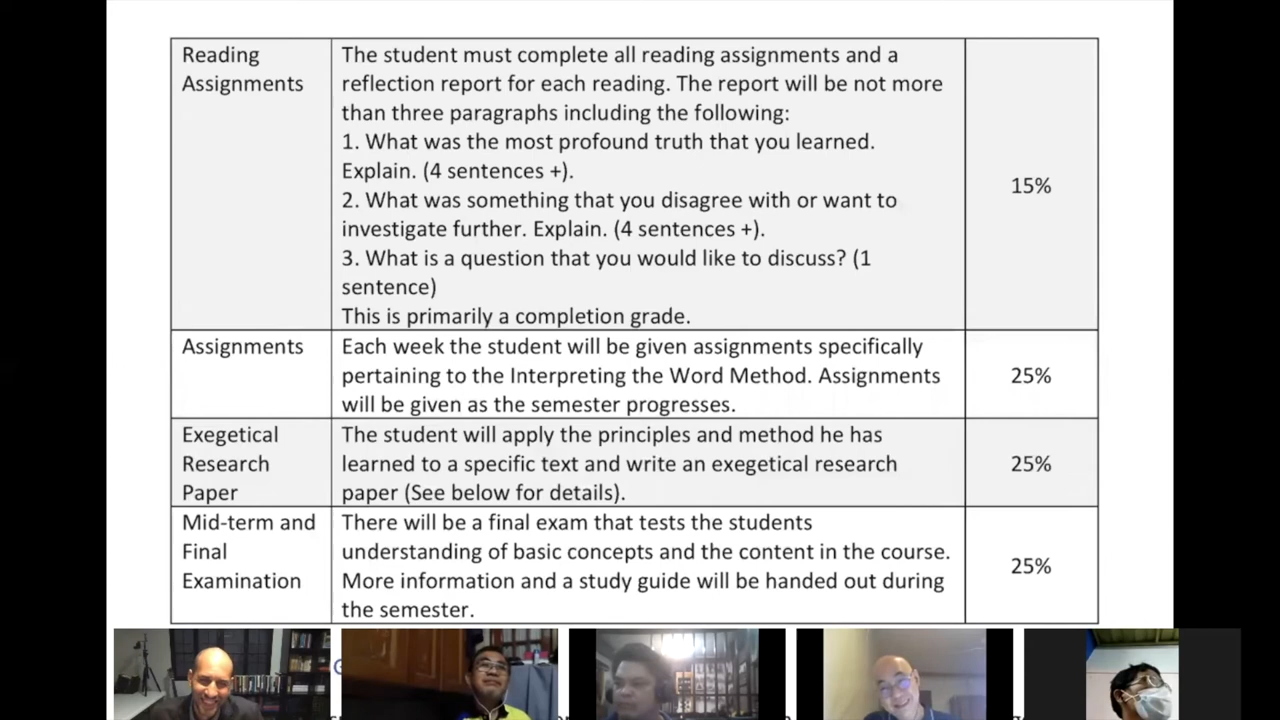 Reading
Assignments
The student must complete all reading assignments and a
reflection report for each reading. The report will be not more
than three paragraphs including the following:
1. What was the most profound truth that you learned.
Explain. (4 sentences +).
2. What was something that you disagree with or want to
investigate further. Explain. (4 sentences +).
3. What is a question that you would like to discuss? (1
sentence)
This is primarily a completion grade.
15%
Assignments
Each week the student will be given assignments specifically
pertaining to the Interpreting the Word Method. Assignments
will be given as the semester progresses.
25%
Exegetical
Research
Paper
The student will apply the principles and method he has
learned to a specific text and write an exegetical research
paper (See below for details).
25%
Mid-term and
Final
Examination
There will be a final exam that tests the students
understanding of basic concepts and the content in the course.
More information and a study guide will be handed out during
the semester.
25%